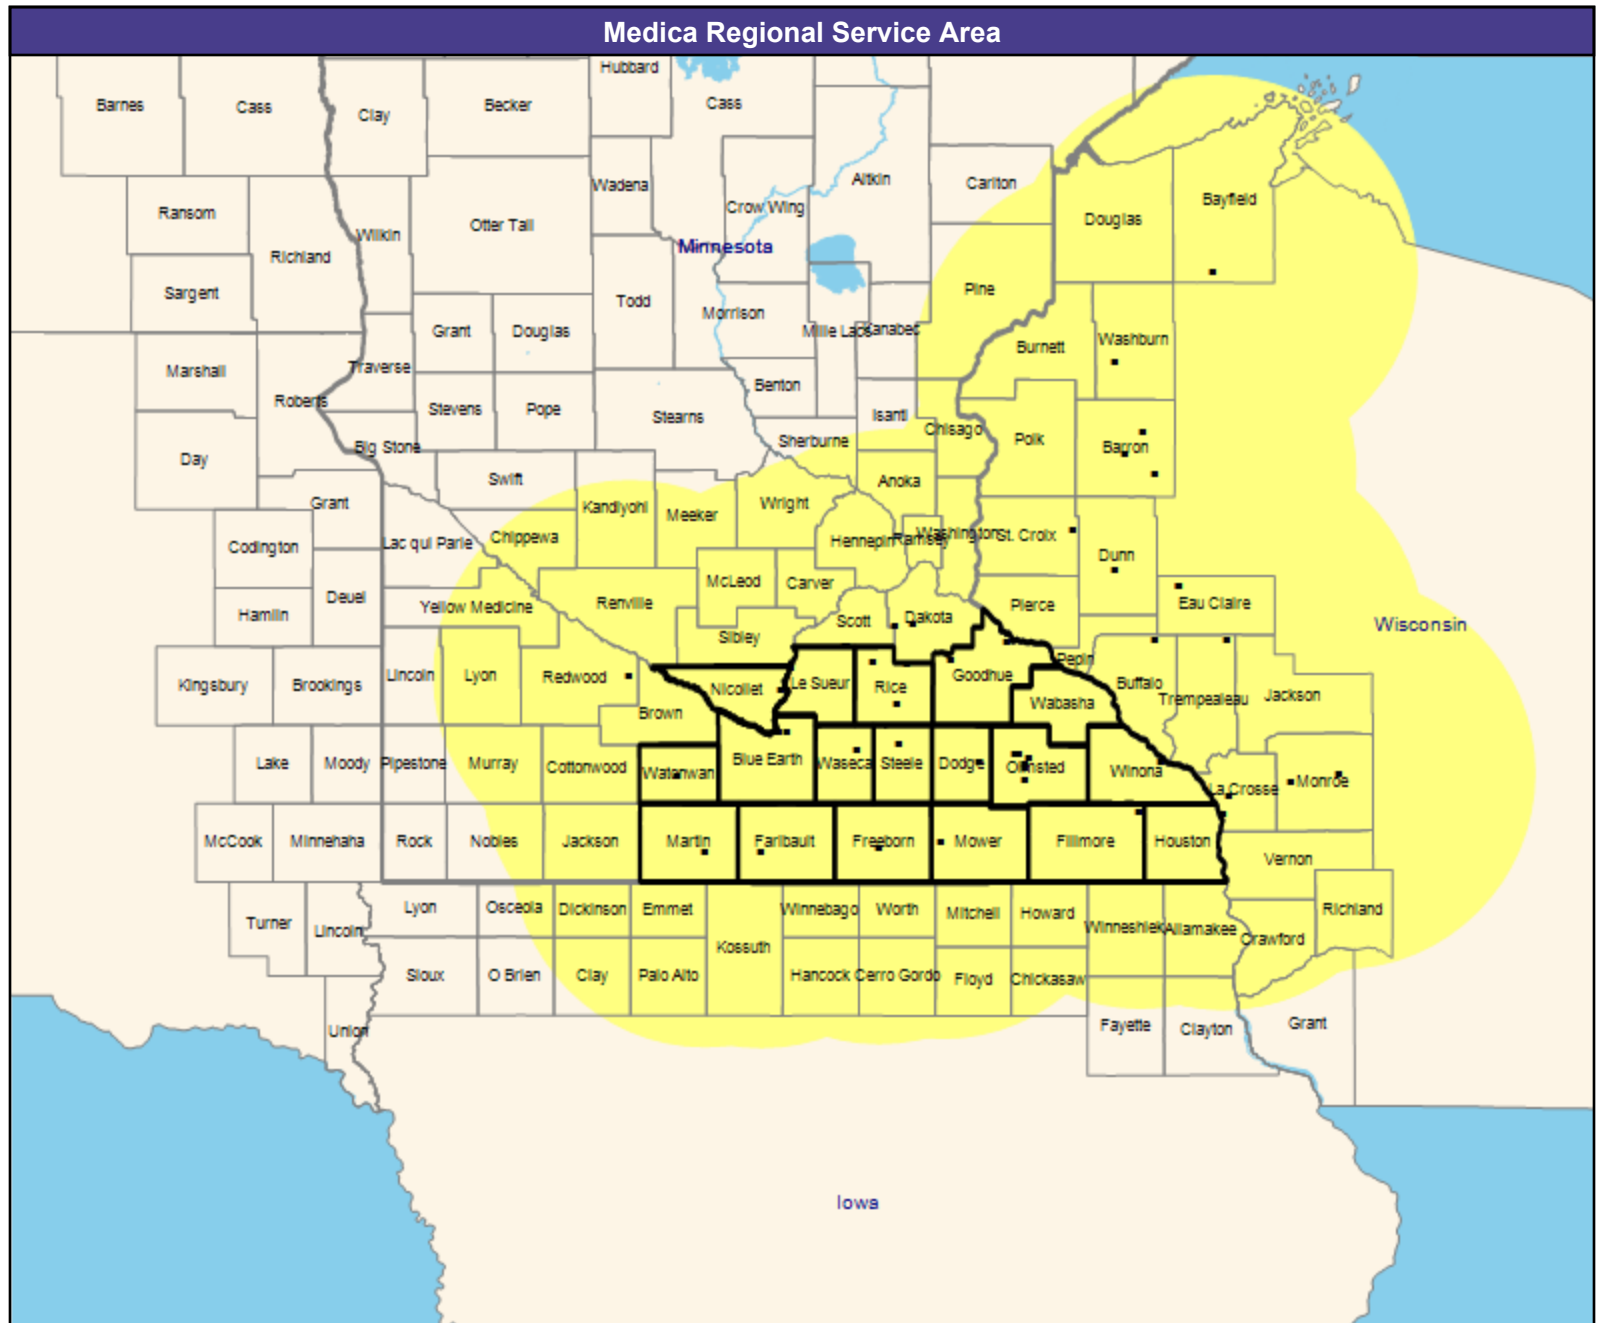 Medica Regional Service Area
Hubbard
Barnes
Cass
Clay
Becker
Cass
Wadena
Aitkin
Carlton
Ransom
Crow Wing
Bayfield
Otter Tail
Douglas
Wilkin
Minnesota
Richland
Sargent
Todd
Pine
Morrison
Grant
Douglas
Mille Lacs
Kanabec
Burnett
Washburn
Marshall
Traverse
Benton
Roberts
Stevens
Pope
Stearns
Isanti
Chisago
Sherburne
Polk
Barron
Big Stone
Day
Swift
Anoka
Grant
Kandiyohi
Meeker
Wright
Codington
Lac qui Parle
Chippewa
Hennepin
Ramsey
Washington
St. Croix
Dunn
McLeod
Carver
Deuel
Yellow Medicine
Renville
Pierce
Eau Claire
Hamlin
Scott
Dakota
Sibley
Wisconsin
Pepin
Kingsbury
Brookings
Lincoln
Lyon
Redwood
Nicollet
Le Sueur
Rice
Goodhue
Buffalo
Trempealeau
Jackson
Brown
Wabasha
Lake
Moody
Pipestone
Murray
Cottonwood
Watonwan
Blue Earth
Waseca
Steele
Dodge
Olmsted
Winona
La Crosse
Monroe
McCook
Minnehaha
Rock
Nobles
Jackson
Martin
Faribault
Freeborn
Mower
Fillmore
Houston
Vernon
Turner
Lincoln
Lyon
Osceola
Dickinson
Emmet
Winnebago
Worth
Mitchell
Howard
Winneshiek
Allamakee
Crawford
Richland
Kossuth
Sioux
O Brien
Clay
Palo Alto
Hancock
Cerro Gordo
Floyd
Chickasaw
Union
Fayette
Clayton
Grant
Iowa